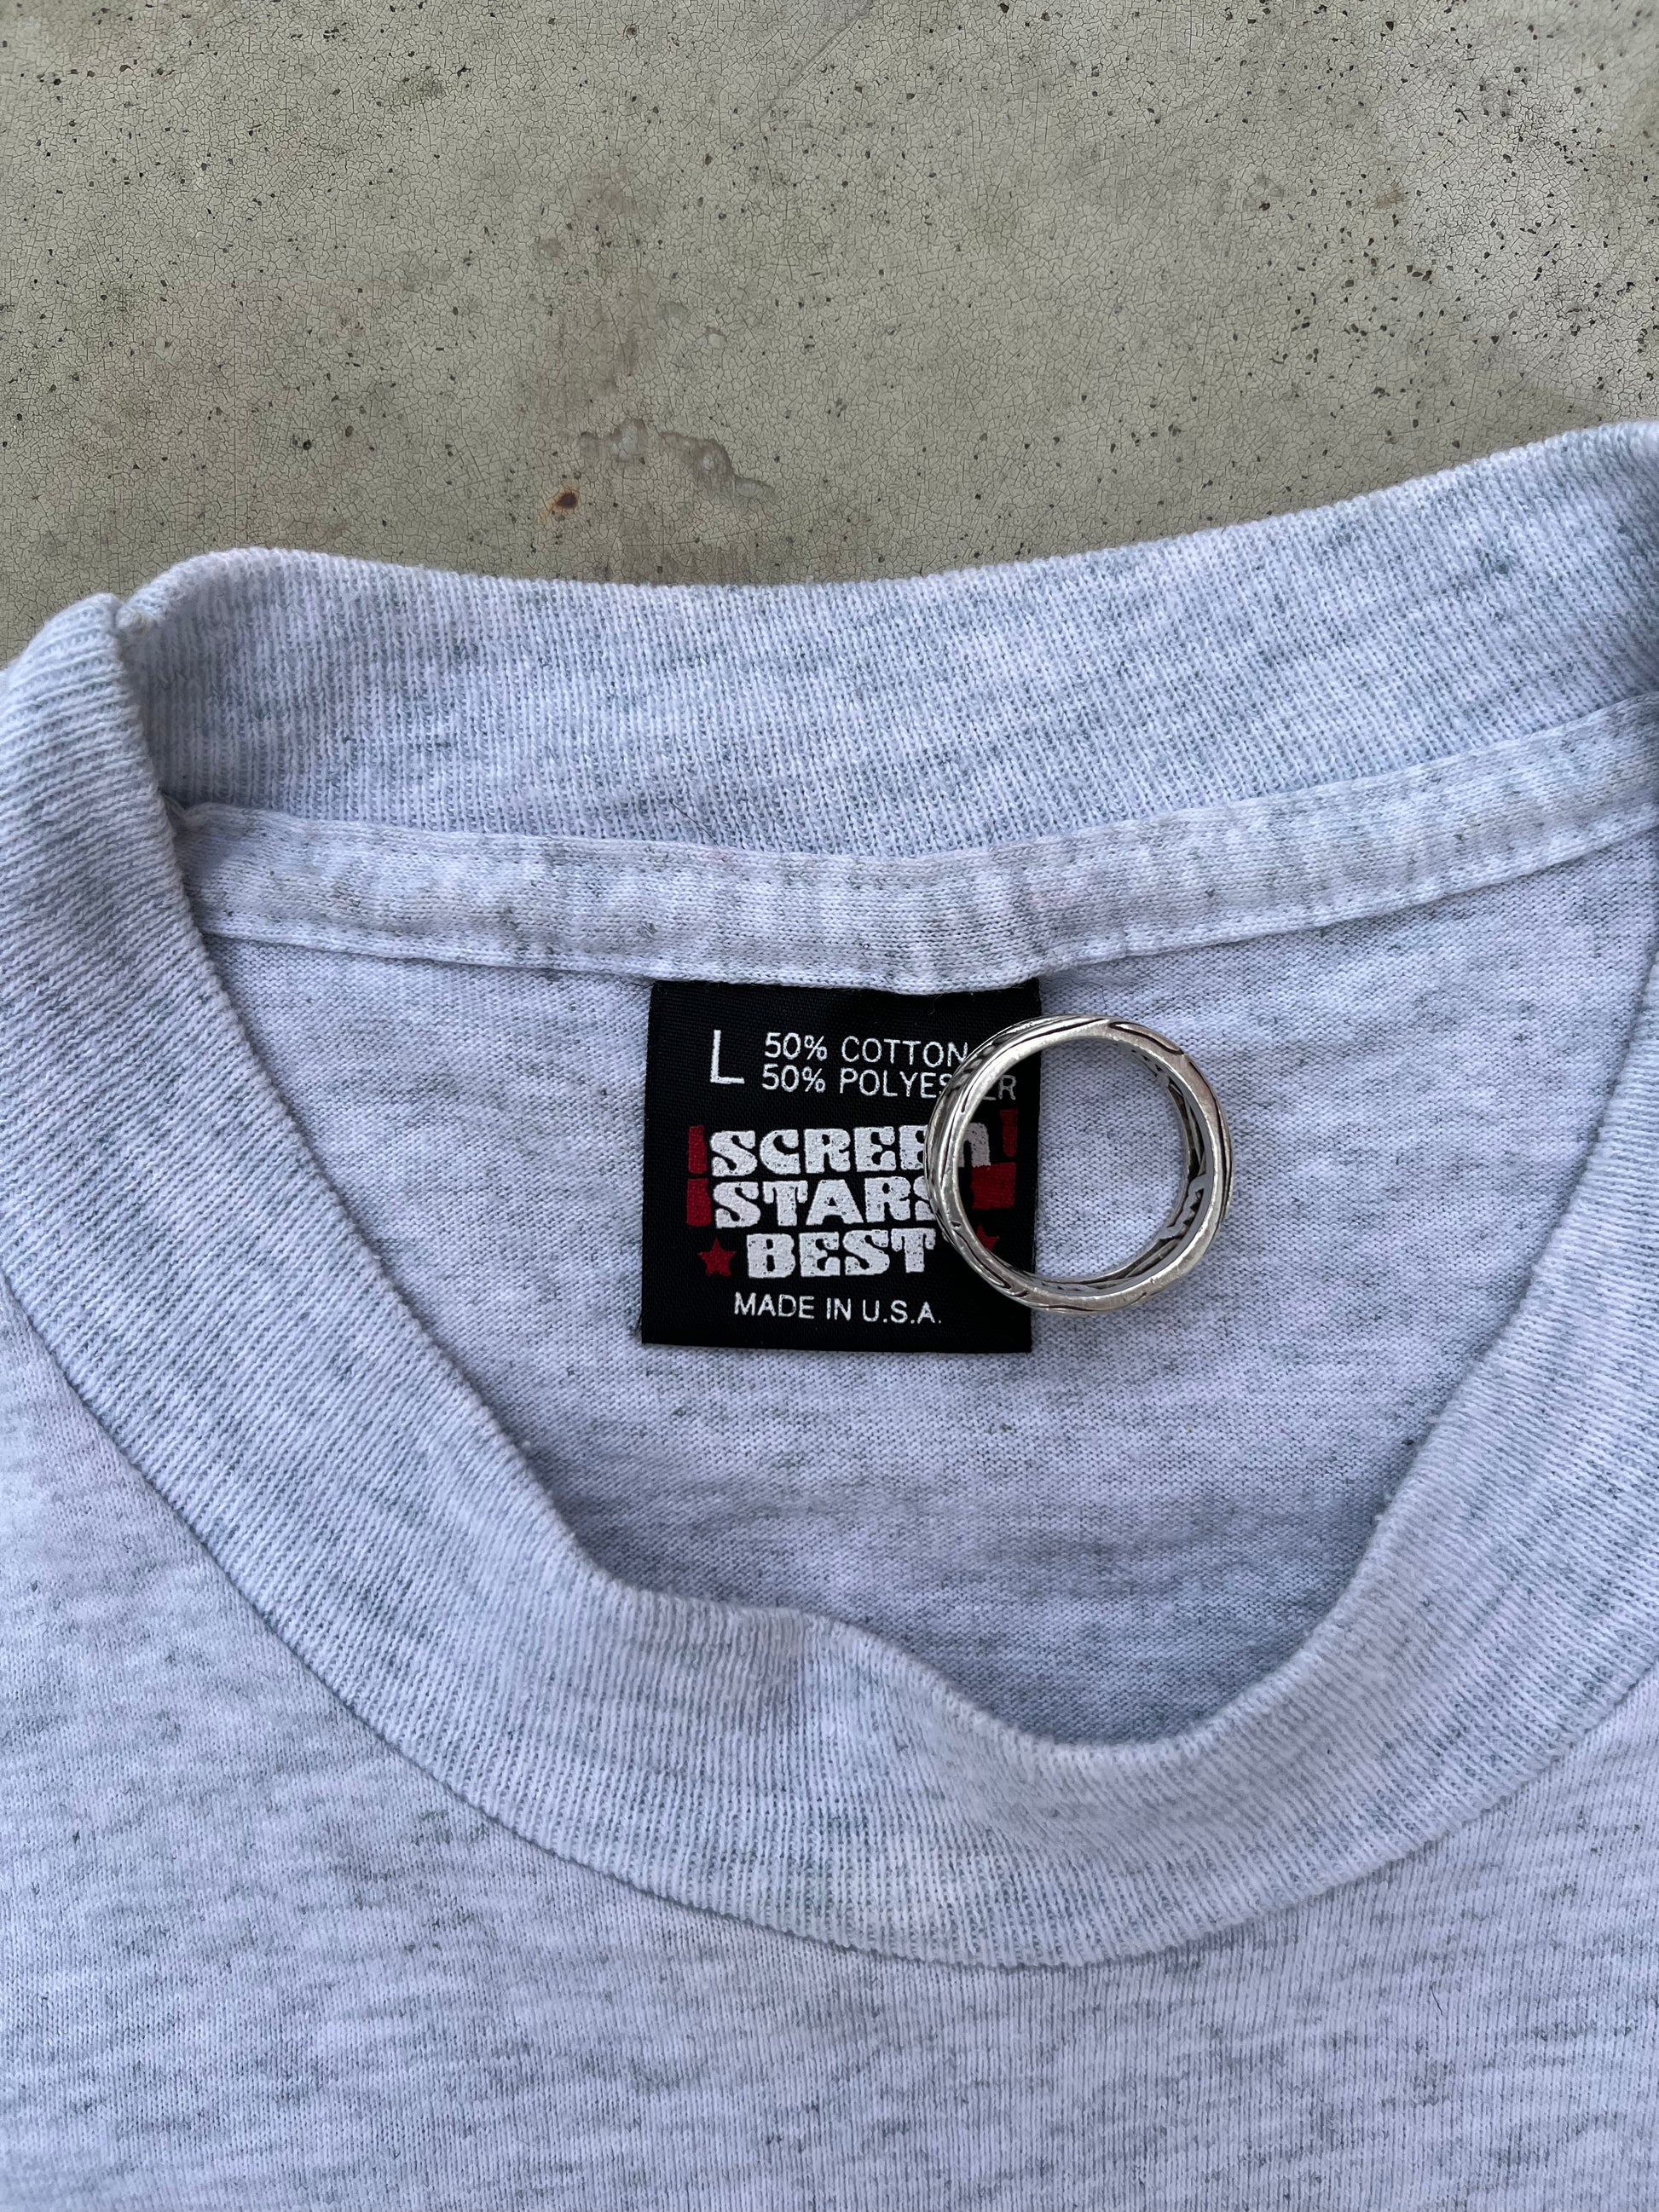 L 50% COTTON
50% POLYESTER
SCREEN
STARS
BEST
MADE IN U.S.A.